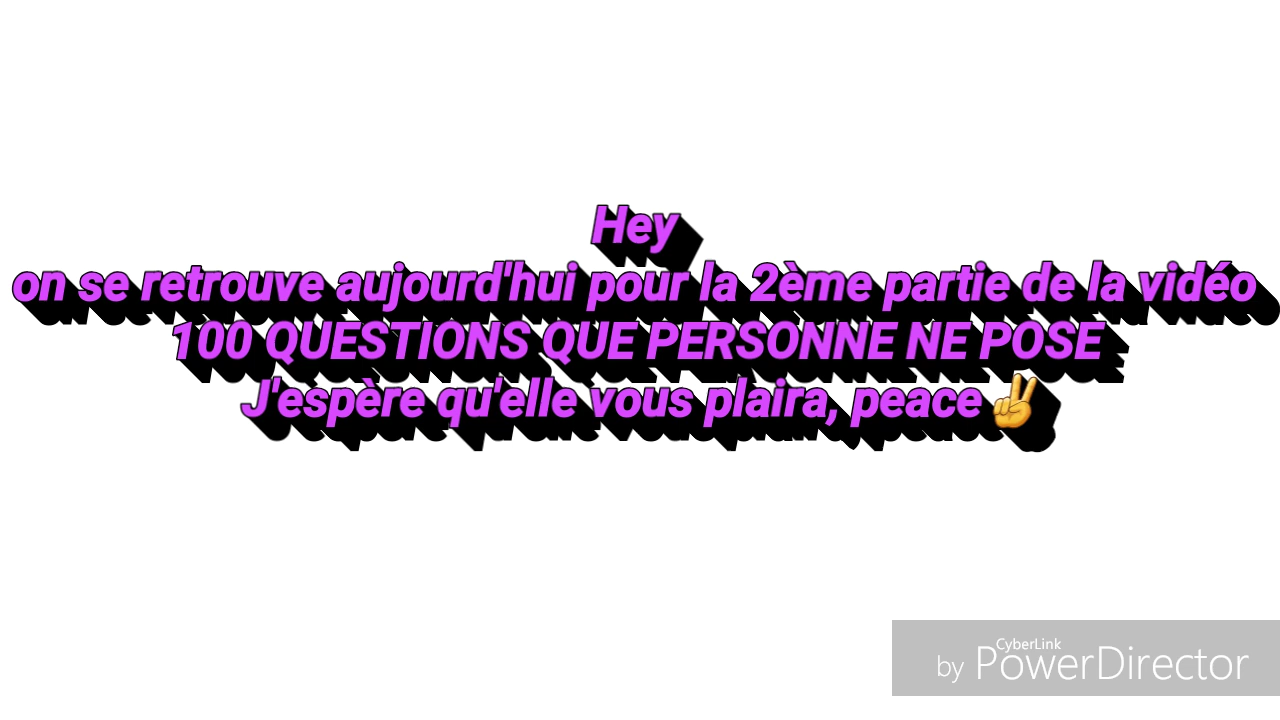 Hey
on se retrouve aujourd'hui pour la 2ème partie de la vidéo
100 QUESTIONS QUE PERSONNE NE POSE
J'espère qu'elle vous plaira, peace✌
CyberLink
by PowerDirector